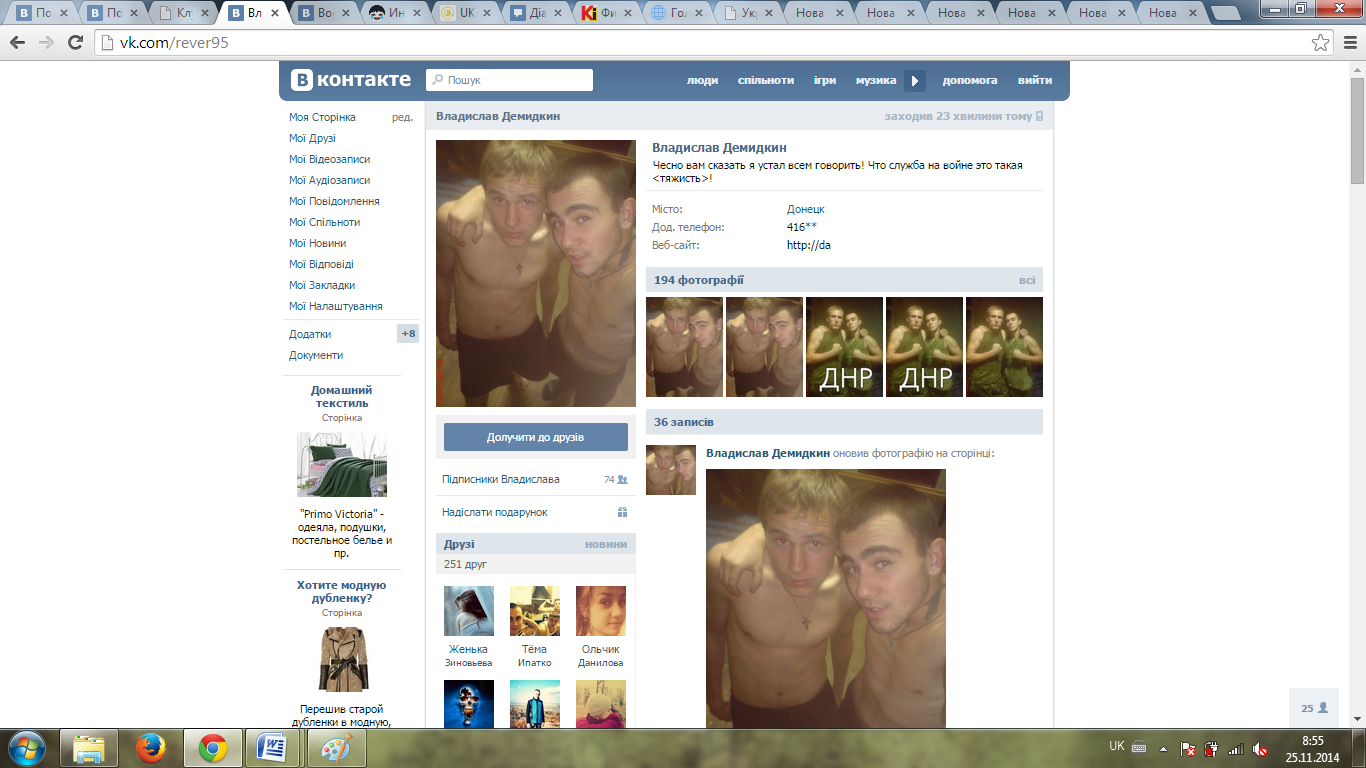 По
По
Клу
Вл
Вос
Ин
UK
Діа
Фи
Гол
Укр
Нова
Нова
Нова
Нова
Нова
Нова
vk.com/rever95
В контакте
Пошук
люди
спільноти
ігри
музика
допомога
вийти
Моя Сторінка
ред.
Мої Друзі
Мої Відеозаписи
Мої Аудіозаписи
Мої Повідомлення
Мої Спільноти
Мої Новини
Мої Відповіді
Мої Закладки
Мої Налаштування
Додатки
+8
Документи
Домашний
текстиль
Сторінка
"Primo Victoria" -
одеяла, подушки,
постельное белье и
пр.
Хотите модную
дубленку?
Сторінка
Перешив старой
дубленки в модную,
Владислав Демидкин
заходив 23 хвилини тому
Долучити до друзів
Підписники Владислава
74
Надіслати подарунок
Друзі
новини
251 друг
Женька
Зиновьева
Тёма
Ипатко
Ольчик
Данилова
Владислав Демидкин
Чесно вам сказать я устал всем говорить! Что служба на войне это такая
<тяжисть>!
Місто:
Донецк
Дод. телефон:
416**
Веб-сайт:
http://da
194 фотографії
всі
ДНР
ДНР
36 записів
Владислав Демидкин оновив фотографію на сторінці:
25
UK
8:55
25.11.2014